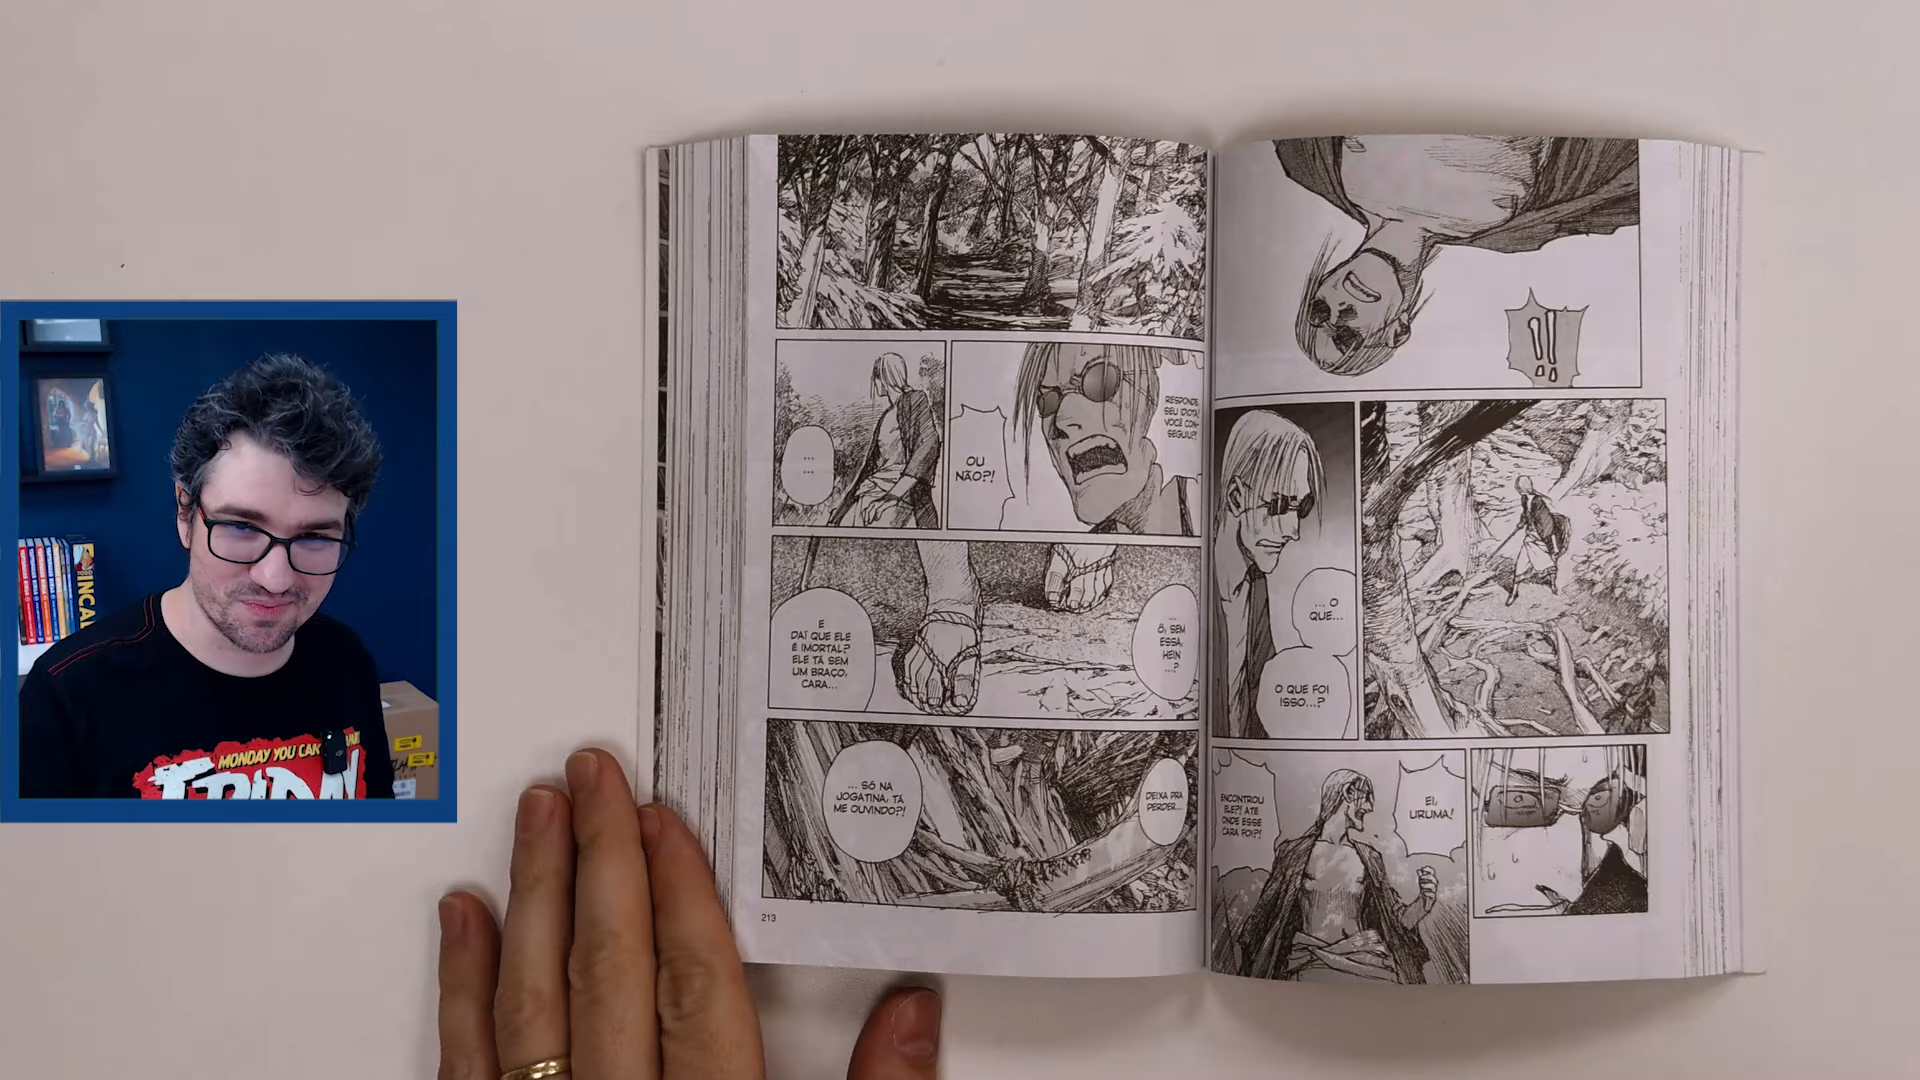 !!
... O
QUE...
O QUE FOI
ISSO...?
EI,
URUMA!
ENCONTROU
ELE?! ATÉ
ONDE ESSE
CARA FOI?!
RESPONDE,
SEU IDIOTA!
VOCÊ CON-
SEGUIU?!
OU
NÃO?!
...
...
...
Ô, SEM
ESSA,
HEIN
...?
E
DAÍ QUE ELE
É IMORTAL?
ELE TÁ SEM
UM BRAÇO,
CARA...
DEIXA PRA
PERDER...
... SÓ NA
JOGATINA, TÁ
ME OUVINDO?!
213
MONDAY YOU CAN